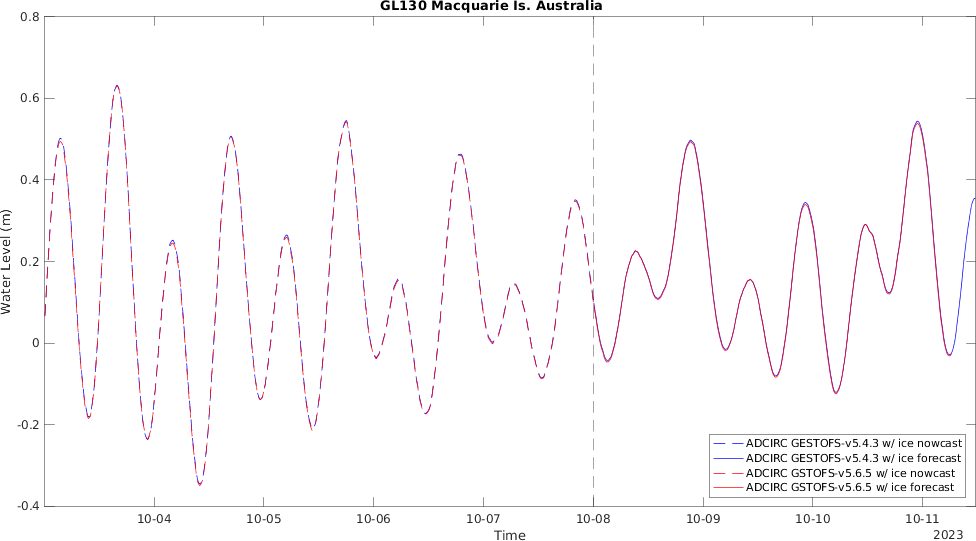 GL130 Macquarie Is. Australia
0.8
0.6
0.4
0.2
0
-0.2
-0.4
Water Level (m)
ADCIRC GESTOFS-v5.4.3 w/ ice nowcast
ADCIRC GESTOFS-v5.4.3 w/ ice forecast
ADCIRC GSTOFS-v5.6.5 w/ ice nowcast
ADCIRC GSTOFS-v5.6.5 w/ ice forecast
10-04 10-05 10-06 10-07 10-08 10-09 10-10 10-11
Time
2023